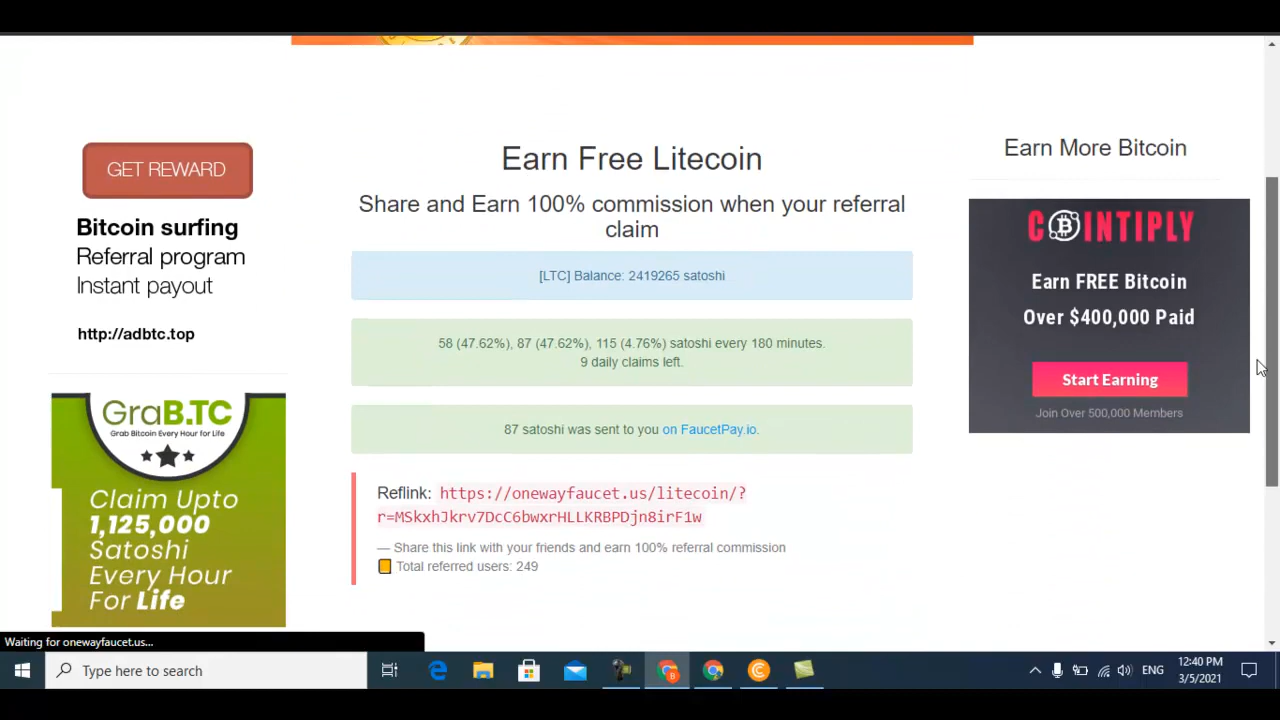 GET REWARD
Bitcoin surfing
Referral program
Instant payout
http://adbtc.top
GraB.TC
Grab Bitcoin Every Hour for Life
Claim Upto
1,125,000
Satoshi
Every Hour
For Life
Earn Free Litecoin
Share and Earn 100% commission when your referral
claim
[LTC] Balance: 2419265 satoshi
58 (47.62%), 87 (47.62%), 115 (4.76%) satoshi every 180 minutes.
9 daily claims left.
87 satoshi was sent to you on FaucetPay.io.
Reflink: https://onewayfaucet.us/litecoin/?
r=MSkxhJkrv7DcC6bwxrHLLKRBPDjn8irF1w
— Share this link with your friends and earn 100% referral commission
Total referred users: 249
Earn More Bitcoin
COINTIPLY
Earn FREE Bitcoin
Over $400,000 Paid
Start Earning
Join Over 500,000 Members
Waiting for onewayfaucet.us...
Type here to search
ENG
12:40 PM
3/5/2021